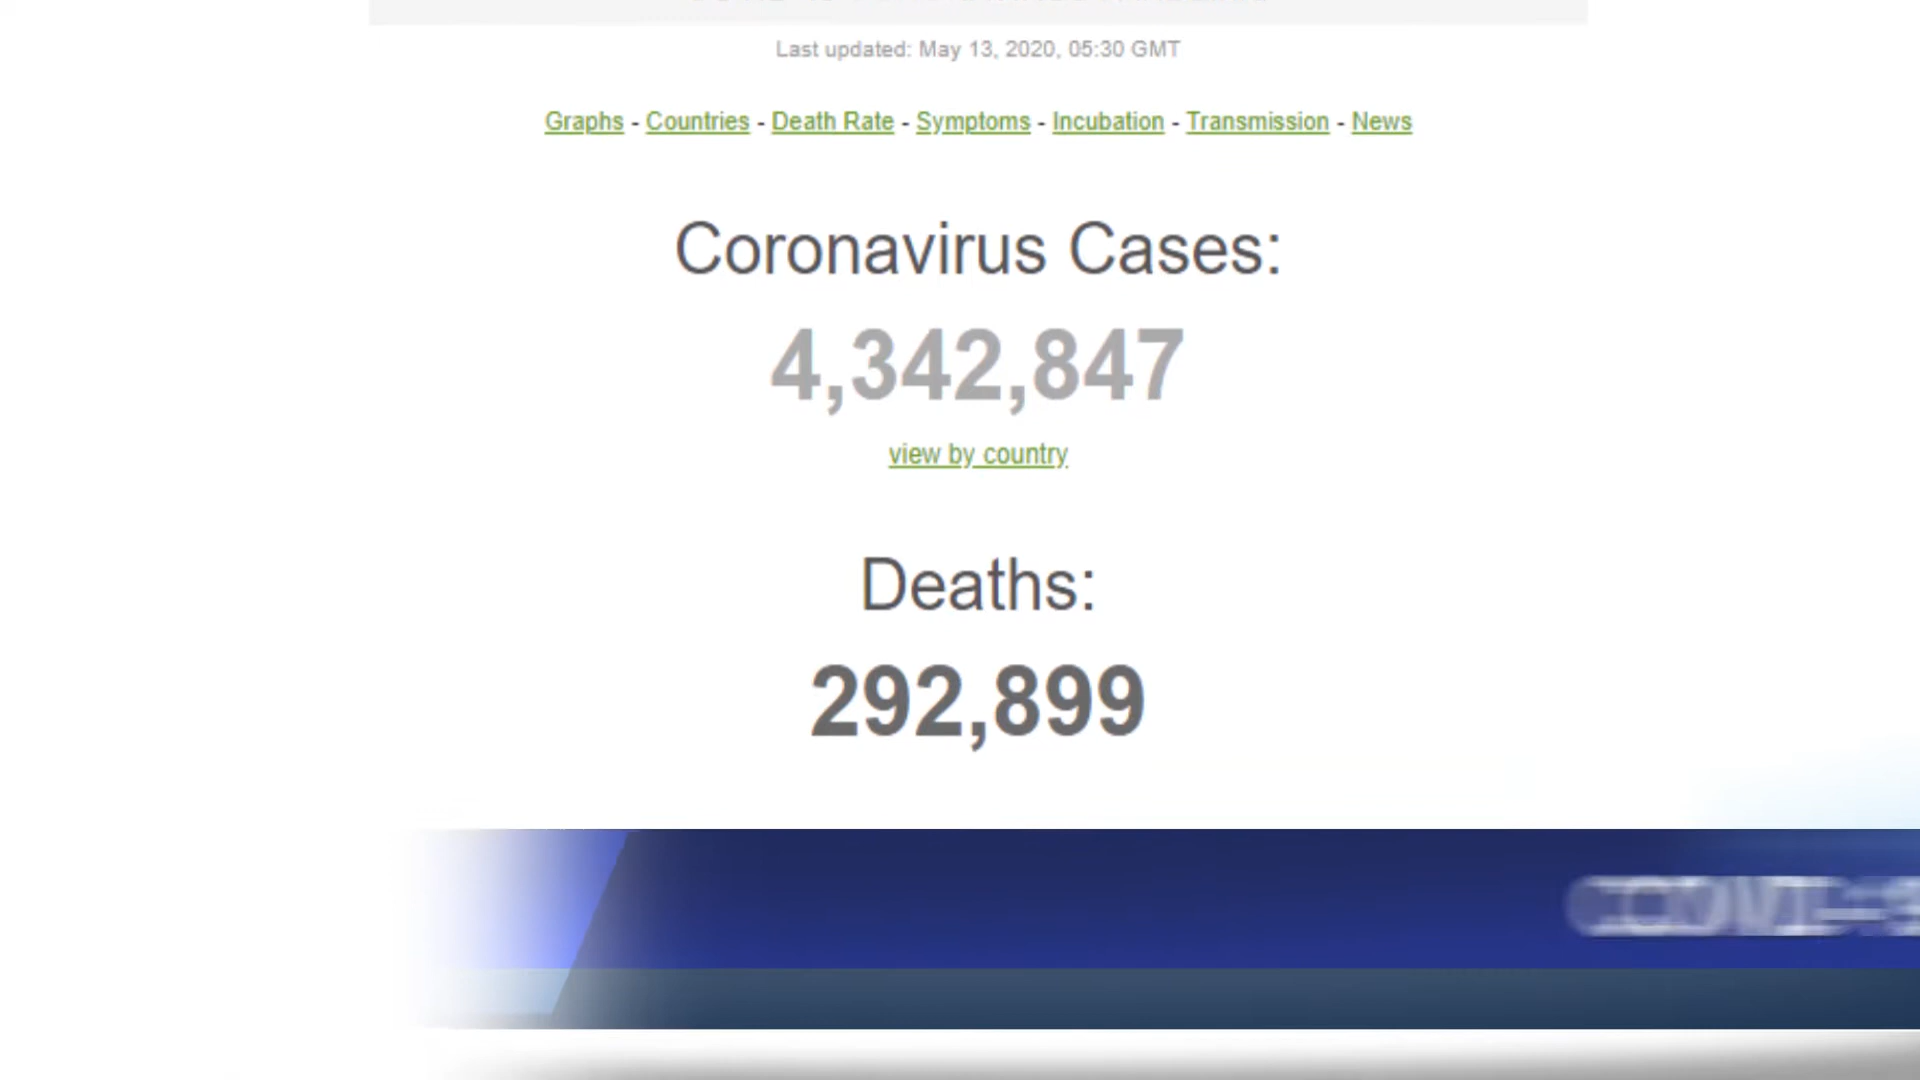 Last updated: May 13, 2020, 05:30 GMT
Graphs - Countries - Death Rate - Symptoms - Incubation - Transmission - News
Coronavirus Cases:
4,342,847
view by country
Deaths:
292,899